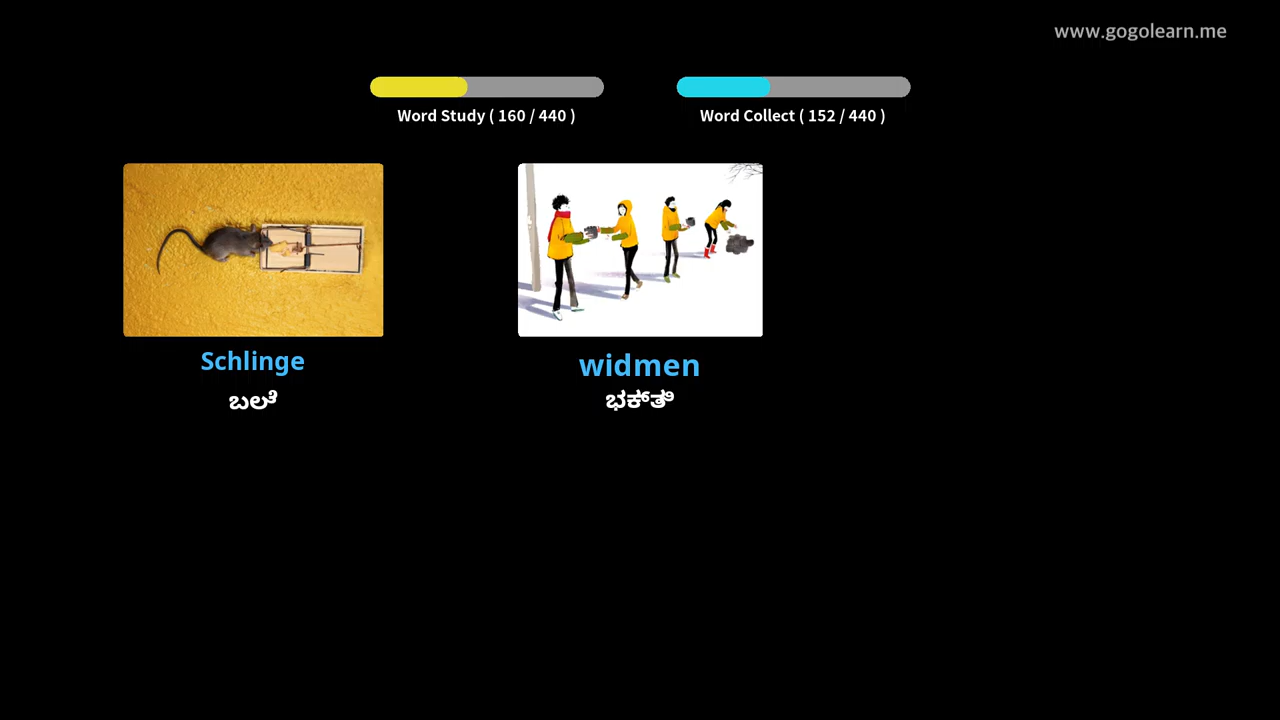 www.gogolearn.me
Word Study ( 160 / 440 )
Word Collect ( 152 / 440 )
Schlinge
ಬಲೆ
widmen
ಭಕ್ತಿ